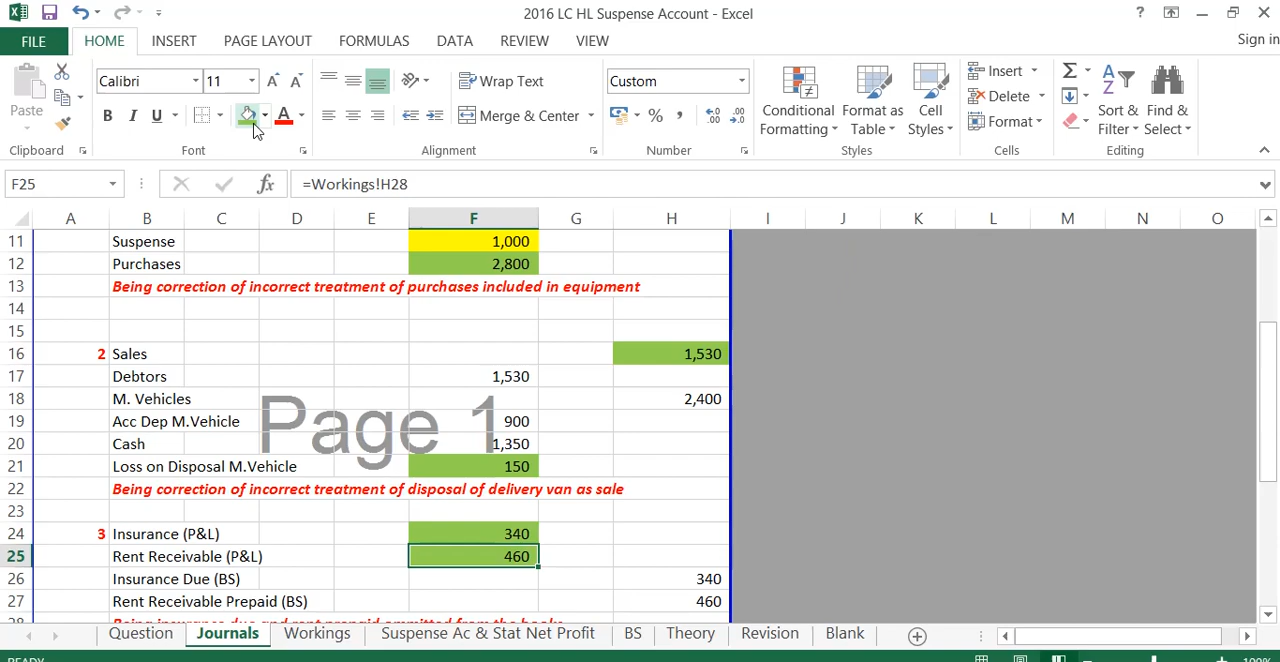 2016 LC HL Suspense Account - Excel
FILE HOME INSERT PAGE LAYOUT FORMULAS DATA REVIEW VIEW Sign in
Calibri 11 Wrap Text Custom Insert
Paste Merge & Center Conditional Formatting Format as Table Cell Styles Delete Format Sort & Filter Find & Select
Clipboard Font Alignment Number Styles Cells Editing
F25 =Workings!H28
A B C D E F G H I J K L M N O
11 Suspense 1,000
12 Purchases 2,800
13 Being correction of incorrect treatment of purchases included in equipment
14
15
16 2 Sales 1,530
17 Debtors 1,530
18 M. Vehicles 2,400
19 Acc Dep M.Vehicle 900
Page 1
20 Cash 1,350
21 Loss on Disposal M.Vehicle 150
22 Being correction of incorrect treatment of disposal of delivery van as sale
23
24 3 Insurance (P&L) 340
25 Rent Receivable (P&L) 460
26 Insurance Due (BS) 340
27 Rent Receivable Prepaid (BS) 460
Question Journals Workings Suspense Ac & Stat Net Profit BS Theory Revision Blank